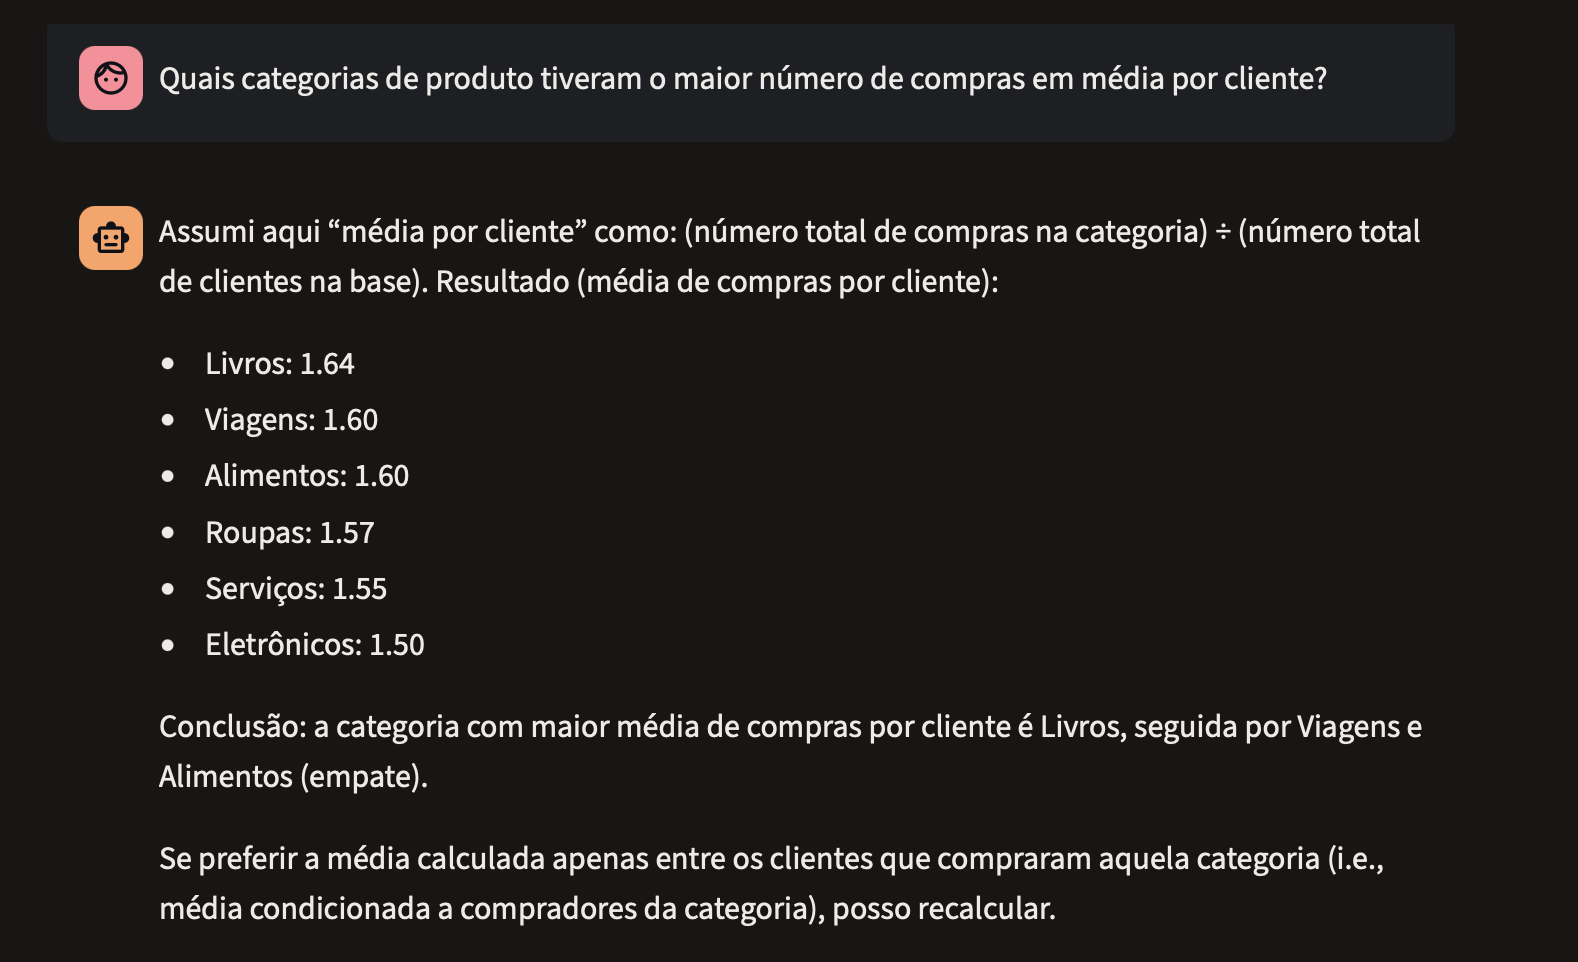 Quais categorias de produto tiveram o maior número de compras em média por cliente?
Assumi aqui “média por cliente” como: (número total de compras na categoria) ÷ (número total
de clientes na base). Resultado (média de compras por cliente):
• Livros: 1.64
• Viagens: 1.60
• Alimentos: 1.60
• Roupas: 1.57
• Serviços: 1.55
• Eletrônicos: 1.50
Conclusão: a categoria com maior média de compras por cliente é Livros, seguida por Viagens e
Alimentos (empate).
Se preferir a média calculada apenas entre os clientes que compraram aquela categoria (i.e.,
média condicionada a compradores da categoria), posso recalcular.